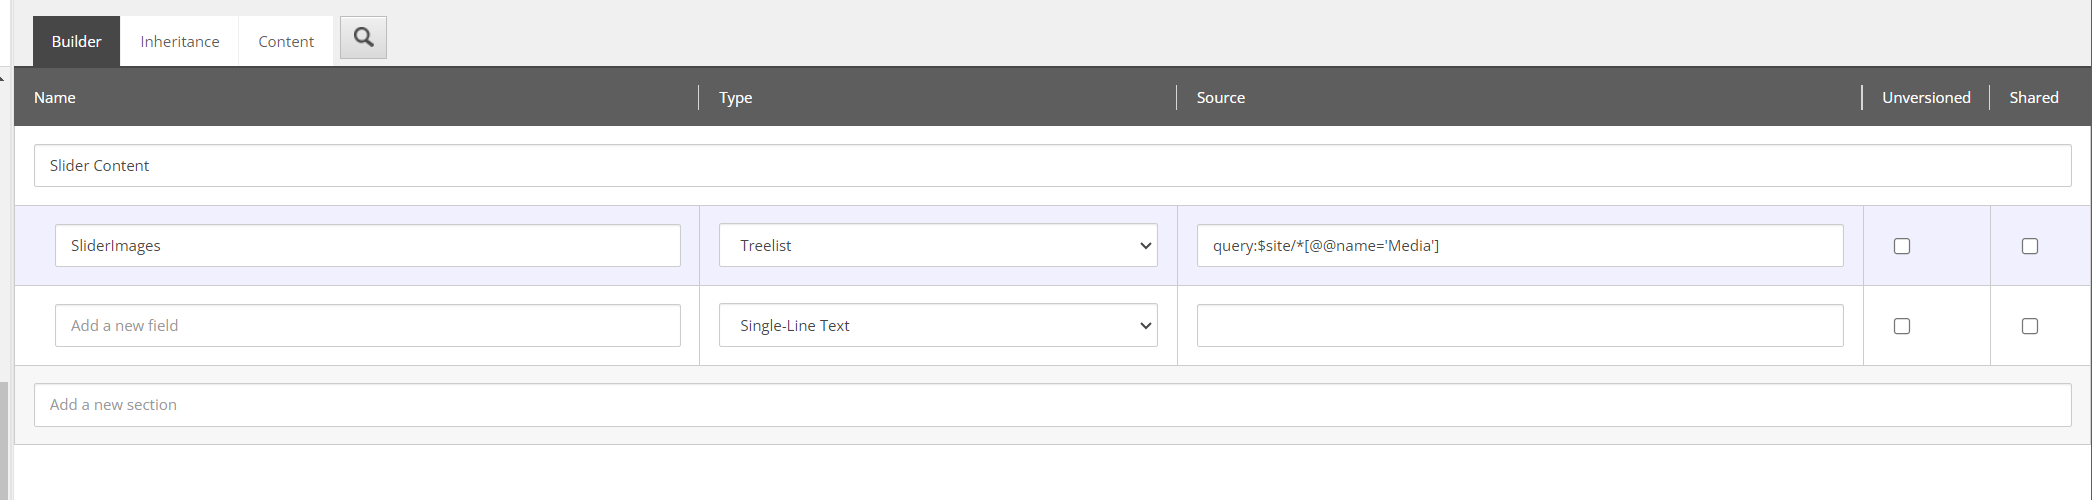 Builder Inheritance Content
Name Type Source Unversioned Shared
Slider Content
SliderImages Treelist query:$site/*[@@name='Media']
Add a new field Single-Line Text
Add a new section